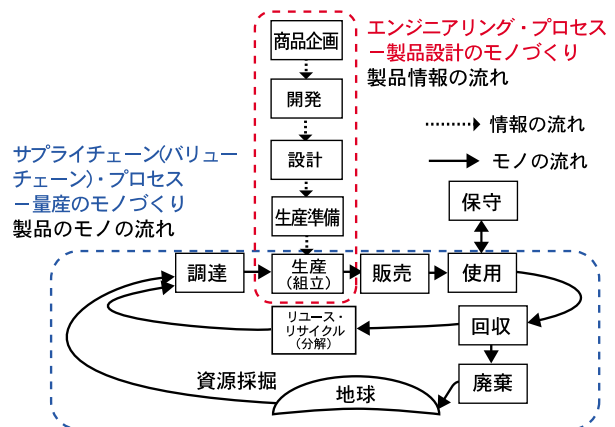 商品企画
エンジニアリング・プロセス
－製品設計のモノづくり
製品情報の流れ
開発
情報の流れ
設計
モノの流れ
サプライチェーン(バリュー
チェーン)・プロセス
－量産のモノづくり
製品のモノの流れ
生産準備
保守
調達
生産
(組立)
販売
使用
リユース・
リサイクル
(分解)
回収
資源採掘
地球
廃棄